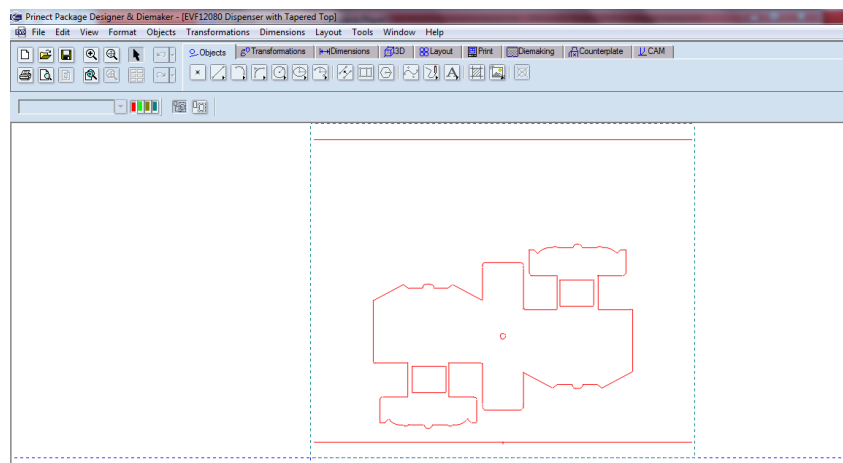 Prinect Package Designer & Diemaker - [EVF12080 Dispenser with Tapered Top]
File Edit View Format Objects Transformations Dimensions Layout Tools Window Help
Objects Transformations Dimensions 3D Layout Print Diemaking Counterplate CAM
A